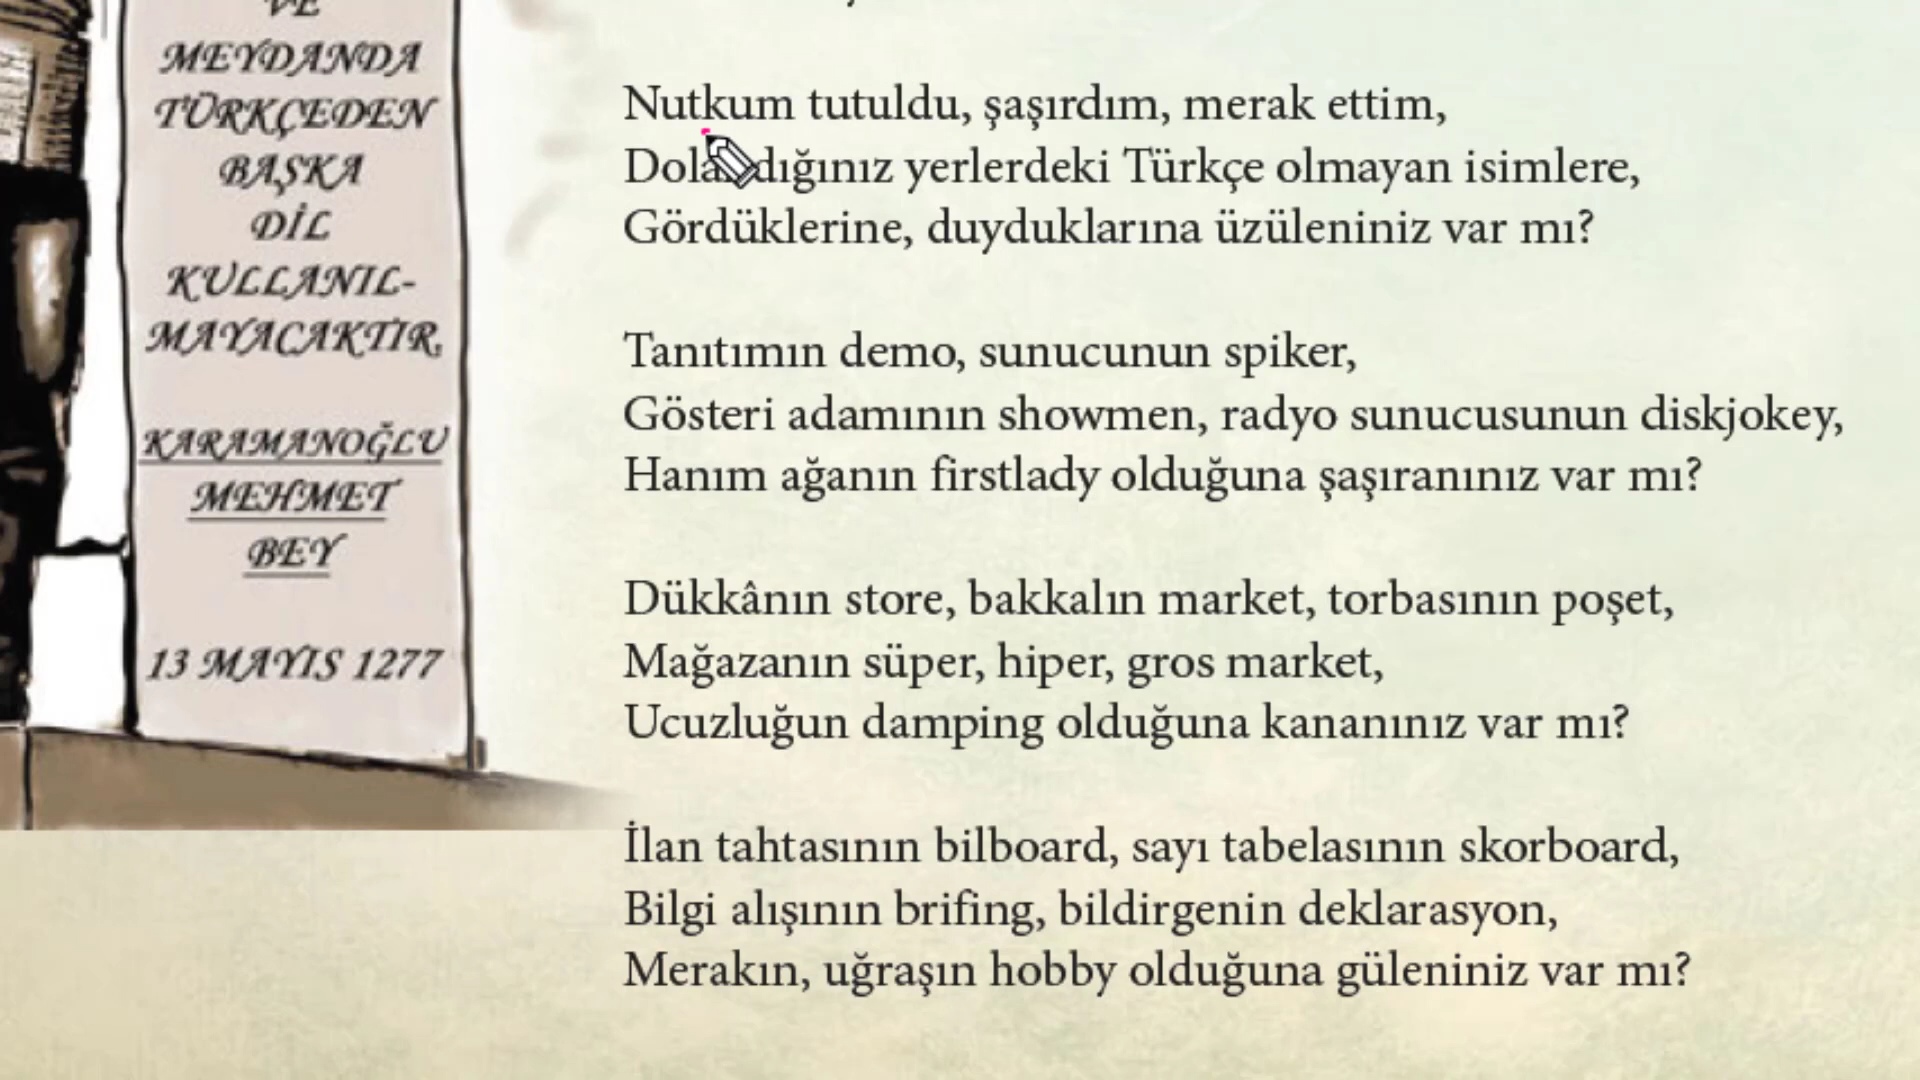 VE
MEYDANDA
TÜRKÇEDEN
BAŞKA
DİL
KULLANIL-
MAYACAKTIR.
KARAMANOĞLU
MEHMET
BEY
13 MAYIS 1277
Nutkum tutuldu, şaşırdım, merak ettim,
Dolandığınız yerlerdeki Türkçe olmayan isimlere,
Gördüklerine, duyduklarına üzüleniniz var mı?
Tanıtımın demo, sunucunun spiker,
Gösteri adamının showmen, radyo sunucusunun diskjokey,
Hanım ağanın firstlady olduğuna şaşıranınız var mı?
Dükkânın store, bakkalın market, torbasının poşet,
Mağazanın süper, hiper, gros market,
Ucuzluğun damping olduğuna kananınız var mı?
İlan tahtasının bilboard, sayı tabelasının skorboard,
Bilgi alışının brifing, bildirgenin deklarasyon,
Merakın, uğraşın hobby olduğuna güleniniz var mı?